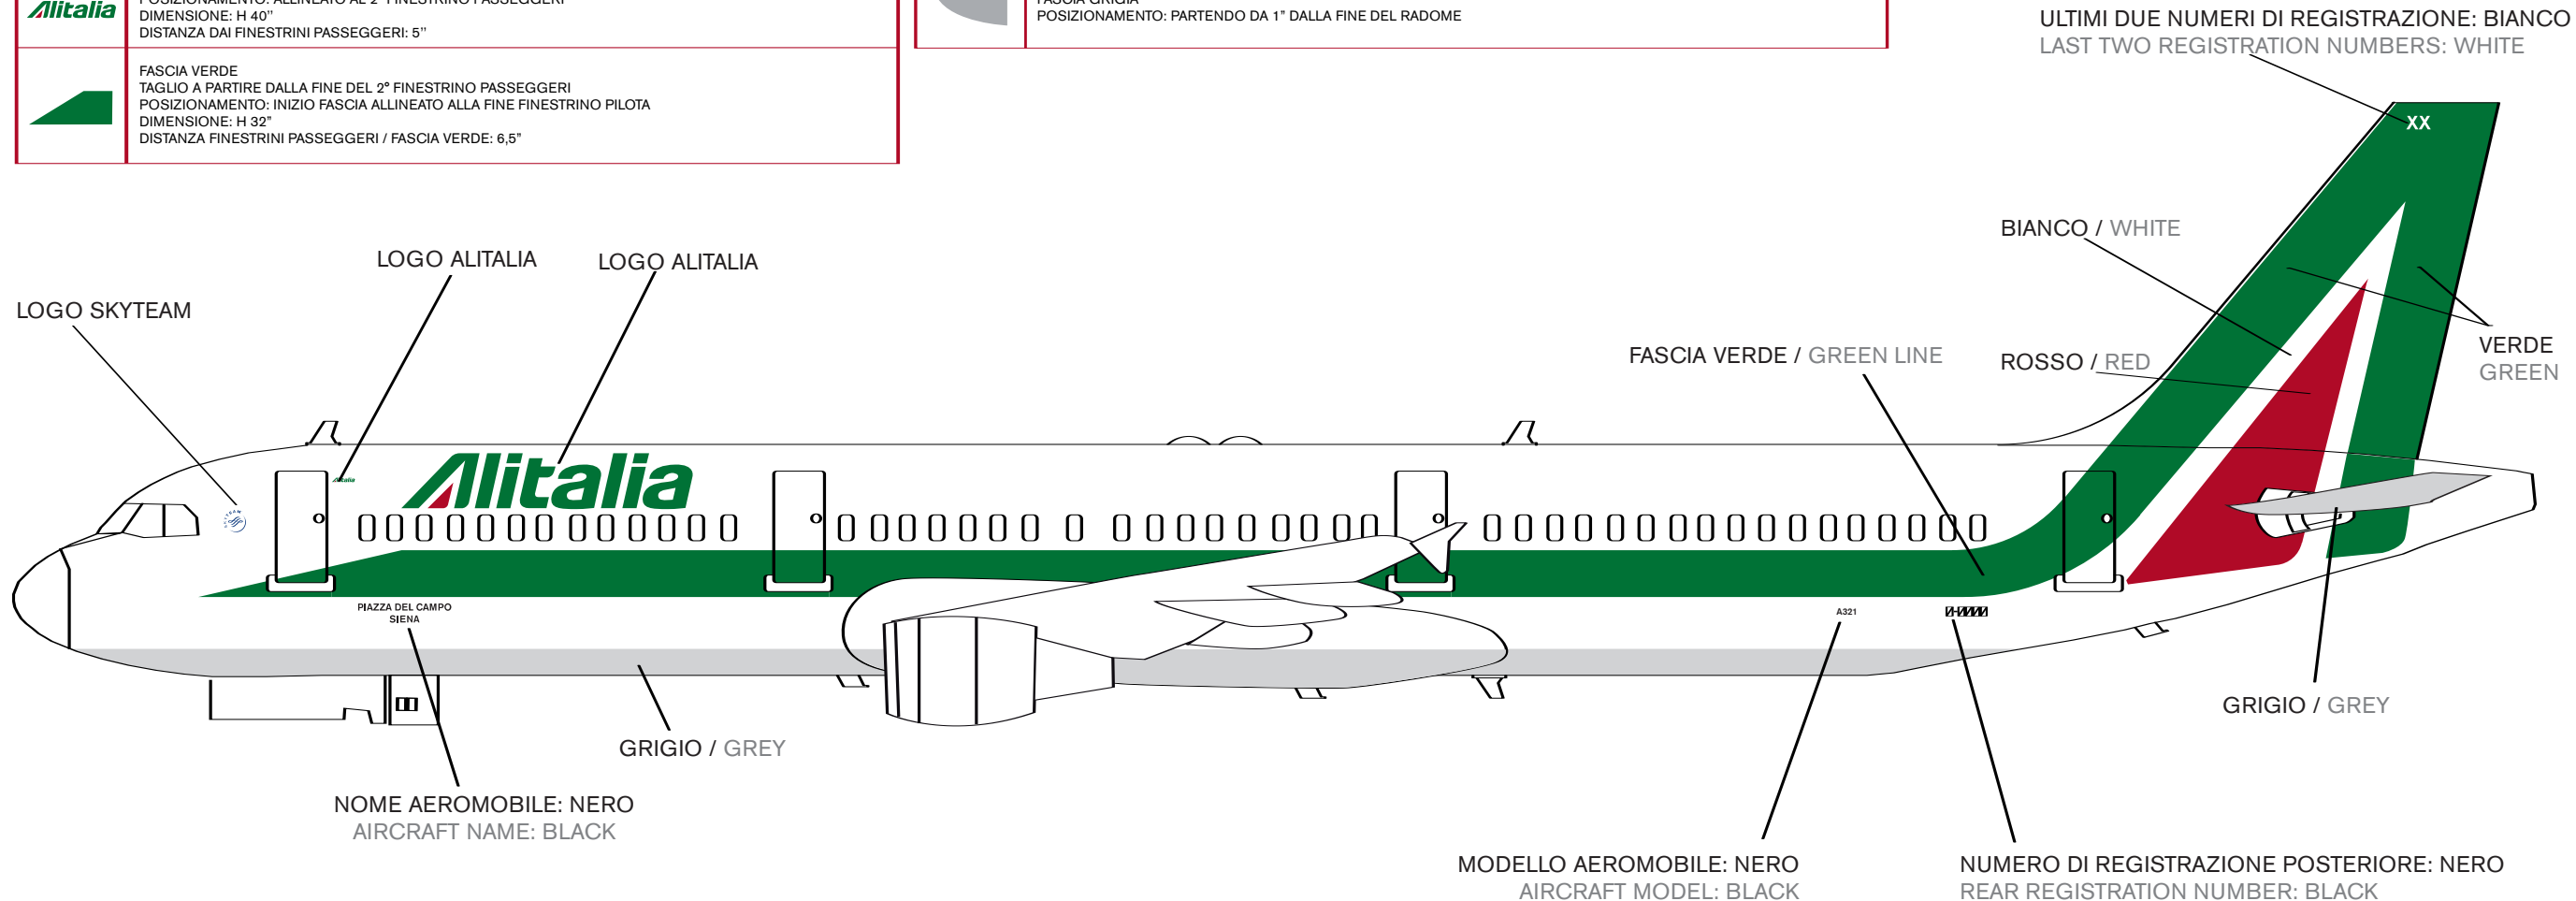 Alitalia
DIMENSIONE: H 40”
DISTANZA DAI FINESTRINI PASSEGGERI: 5’’
FASCIA VERDE
TAGLIO A PARTIRE DALLA FINE DEL 2° FINESTRINO PASSEGGERI
POSIZIONAMENTO: INIZIO FASCIA ALLINEATO ALLA FINE FINESTRINO PILOTA
DIMENSIONE: H 32”
DISTANZA FINESTRINI PASSEGGERI / FASCIA VERDE: 6,5”
FASCIA GRIGIA
POSIZIONAMENTO: PARTENDO DA 1” DALLA FINE DEL RADOME
ULTIMI DUE NUMERI DI REGISTRAZIONE: BIANCO
LAST TWO REGISTRATION NUMBERS: WHITE
XX
BIANCO / WHITE
LOGO ALITALIA
LOGO ALITALIA
LOGO SKYTEAM
FASCIA VERDE / GREEN LINE
ROSSO / RED
VERDE
GREEN
Alitalia
Alitalia
SKYTEAM
PIAZZA DEL CAMPO
SIENA
A321
GRIGIO / GREY
GRIGIO / GREY
NOME AEROMOBILE: NERO
AIRCRAFT NAME: BLACK
MODELLO AEROMOBILE: NERO
AIRCRAFT MODEL: BLACK
NUMERO DI REGISTRAZIONE POSTERIORE: NERO
REAR REGISTRATION NUMBER: BLACK